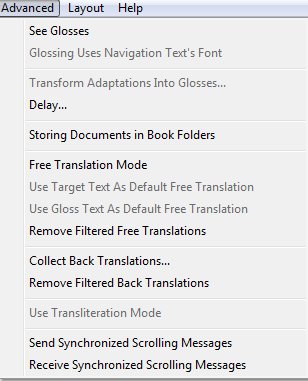 Advanced Layout Help
See Glosses
Glossing Uses Navigation Text's Font
Transform Adaptations Into Glosses...
Delay...
Storing Documents in Book Folders
Free Translation Mode
Use Target Text As Default Free Translation
Use Gloss Text As Default Free Translation
Remove Filtered Free Translations
Collect Back Translations...
Remove Filtered Back Translations
Use Transliteration Mode
Send Synchronized Scrolling Messages
Receive Synchronized Scrolling Messages